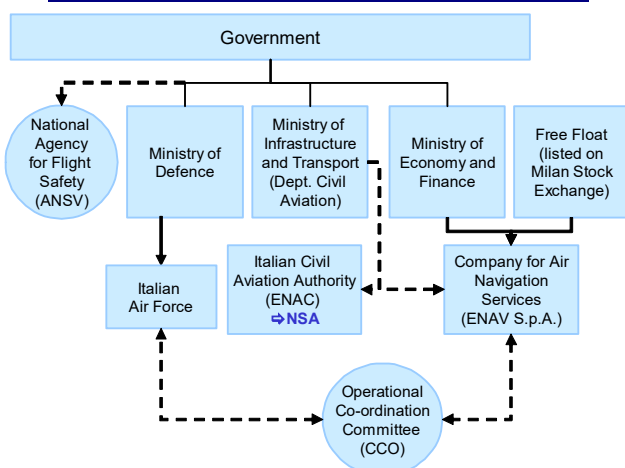 Government
National
Agency
for Flight
Safety
(ANSV)
Ministry of
Defence
Ministry of
Infrastructure
and Transport
(Dept. Civil
Aviation)
Ministry of
Economy and
Finance
Free Float
(listed on
Milan Stock
Exchange)
Italian
Air Force
Italian Civil
Aviation Authority
(ENAC)
⇨NSA
Company for Air
Navigation
Services
(ENAV S.p.A.)
Operational
Co-ordination
Committee
(CCO)